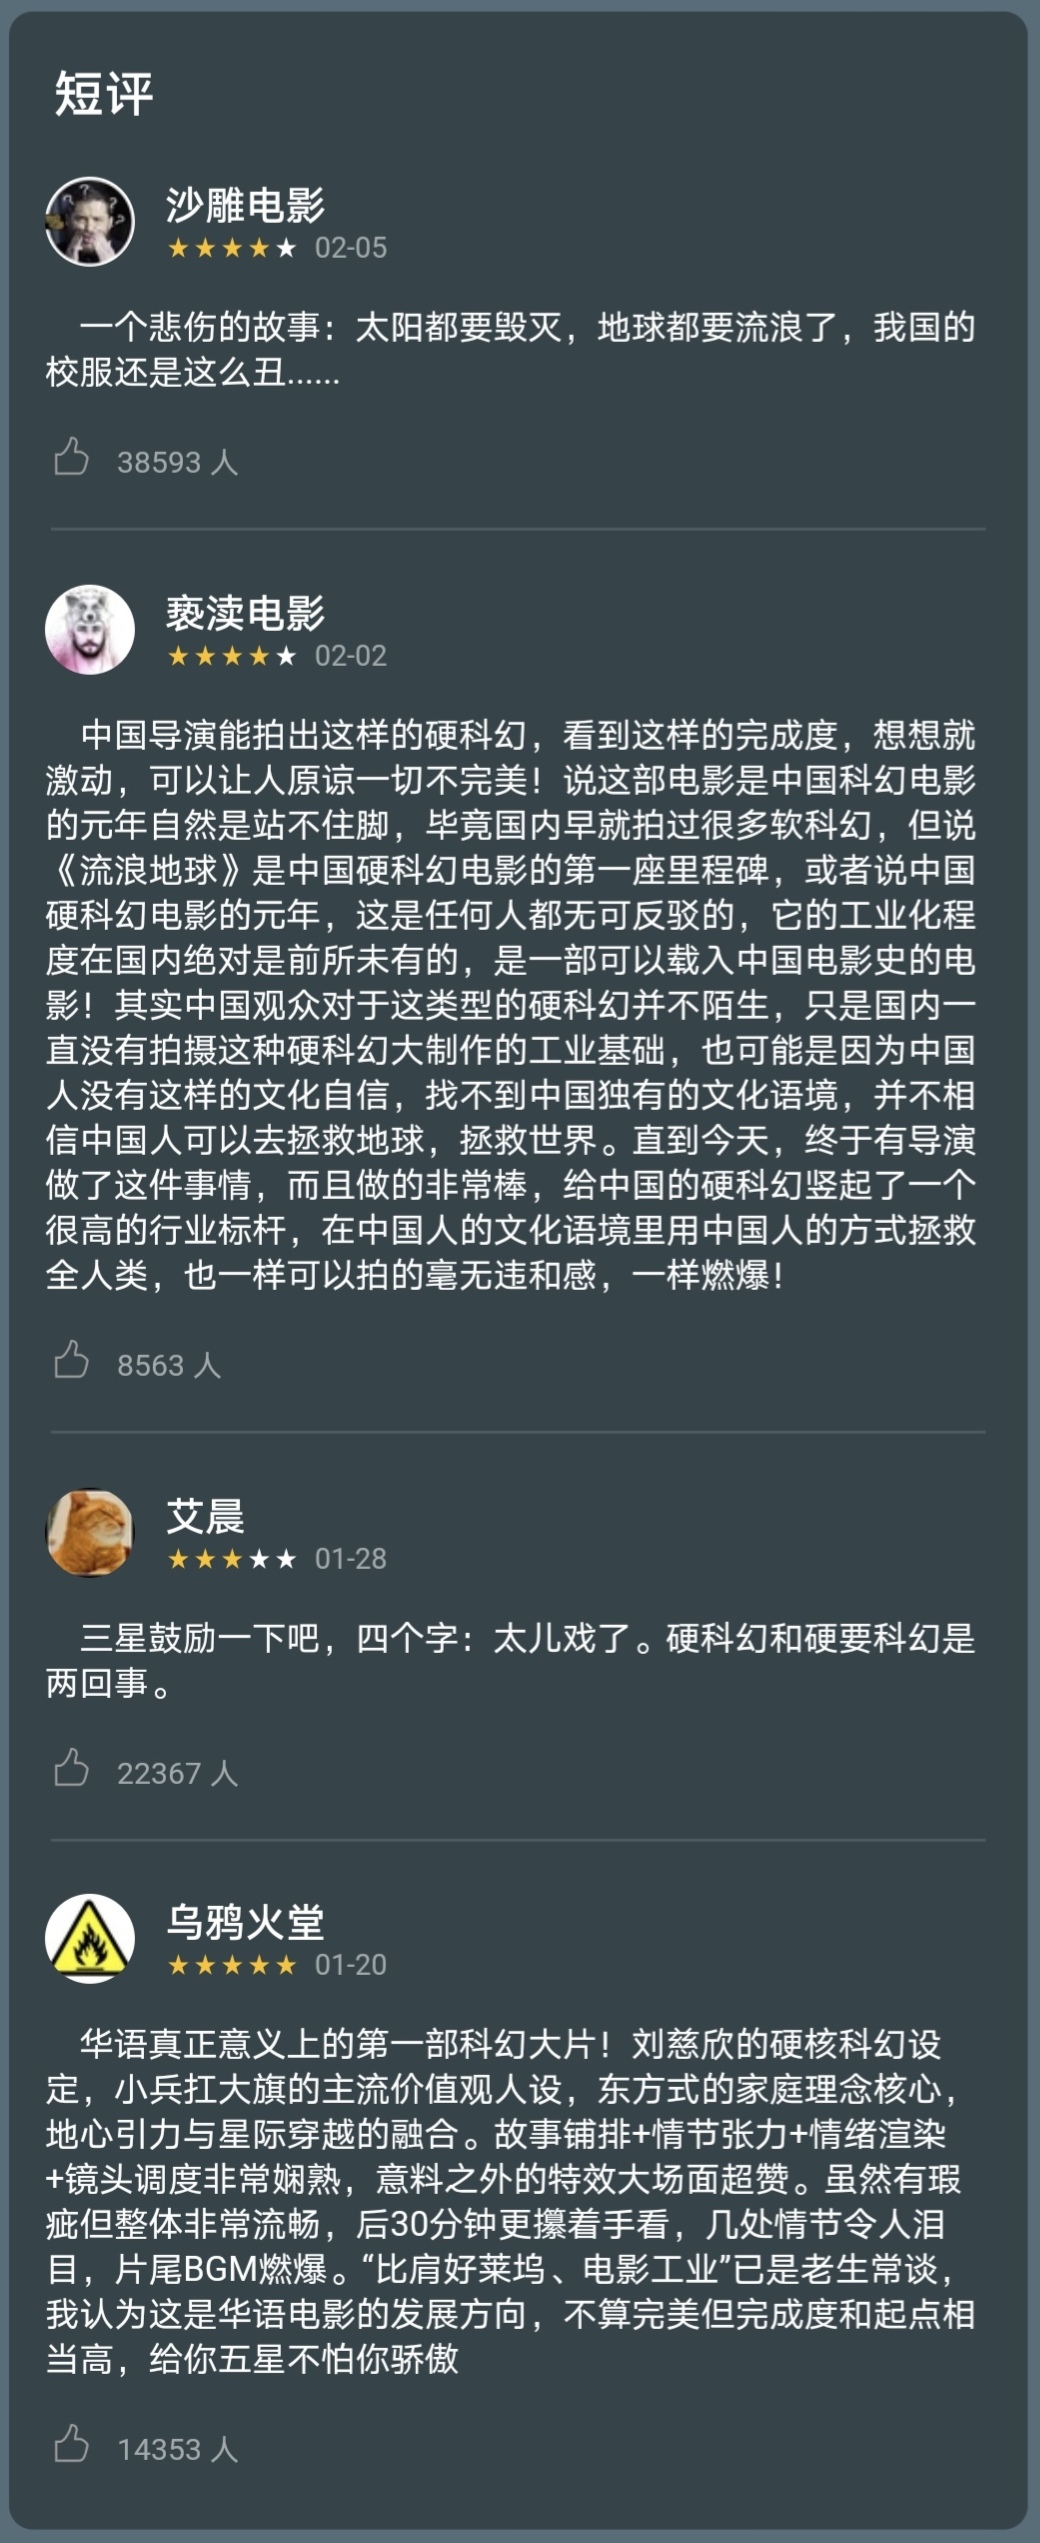 短评
沙雕电影
02-05
一个悲伤的故事：太阳都要毁灭，地球都要流浪了，我国的
校服还是这么丑......
38593 人
亵渎电影
02-02
中国导演能拍出这样的硬科幻，看到这样的完成度，想想就
激动，可以让人原谅一切不完美！说这部电影是中国科幻电影
的元年自然是站不住脚，毕竟国内早就拍过很多软科幻，但说
《流浪地球》是中国硬科幻电影的第一座里程碑，或者说中国
硬科幻电影的元年，这是任何人都无可反驳的，它的工业化程
度在国内绝对是前所未有的，是一部可以载入中国电影史的电
影！其实中国观众对于这类型的硬科幻并不陌生，只是国内一
直没有拍摄这种硬科幻大制作的工业基础，也可能是因为中国
人没有这样的文化自信，找不到中国独有的文化语境，并不相
信中国人可以去拯救地球，拯救世界。直到今天，终于有导演
做了这件事情，而且做的非常棒，给中国的硬科幻竖起了一个
很高的行业标杆，在中国人的文化语境里用中国人的方式拯救
全人类，也一样可以拍的毫无违和感，一样燃爆！
8563 人
艾晨
01-28
三星鼓励一下吧，四个字：太儿戏了。硬科幻和硬要科幻是
两回事。
22367 人
乌鸦火堂
01-20
华语真正意义上的第一部科幻大片！刘慈欣的硬核科幻设
定，小兵扛大旗的主流价值观人设，东方式的家庭理念核心，
地心引力与星际穿越的融合。故事铺排+情节张力+情绪渲染
+镜头调度非常娴熟，意料之外的特效大场面超赞。虽然有瑕
疵但整体非常流畅，后30分钟更攥着手看，几处情节令人泪
目，片尾BGM燃爆。“比肩好莱坞、电影工业”已是老生常谈，
我认为这是华语电影的发展方向，不算完美但完成度和起点相
当高，给你五星不怕你骄傲
14353 人